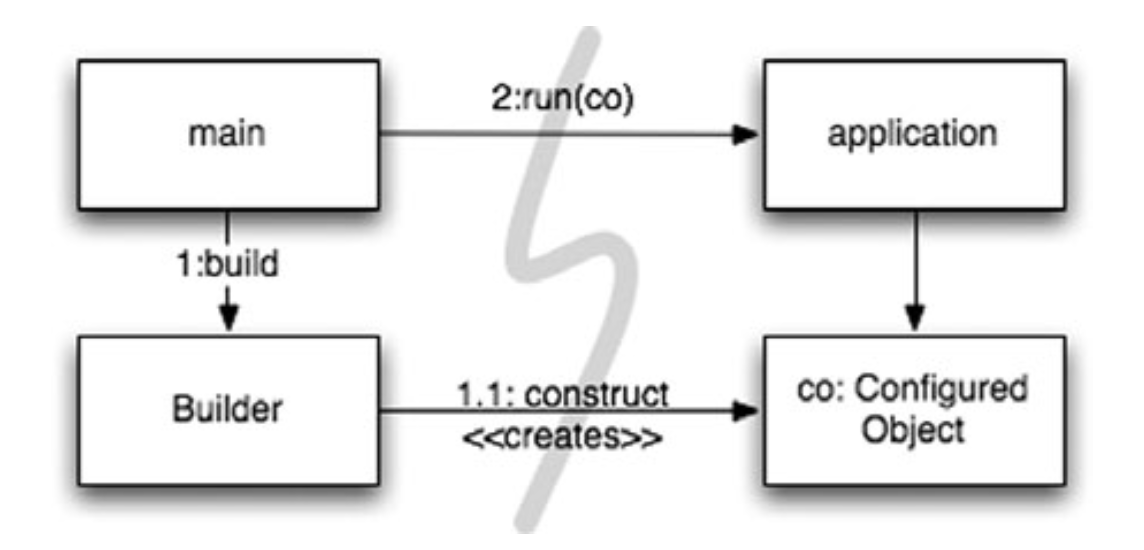 2:run(co)
main
application
1:build
Builder
1.1: construct
<<creates>>
co: Configured
Object